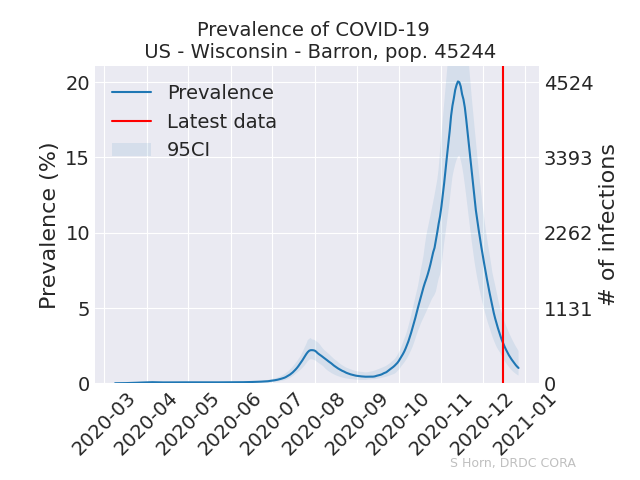 Prevalence of COVID-19
US - Wisconsin - Barron, pop. 45244
Prevalence
Latest data
95CI
Prevalence (%)
20
15
10
5
0
4524
3393
2262
1131
0
# of infections
2020-03
2020-04
2020-05
2020-06
2020-07
2020-08
2020-09
2020-10
2020-11
2020-12
2021-01
S Horn, DRDC CORA